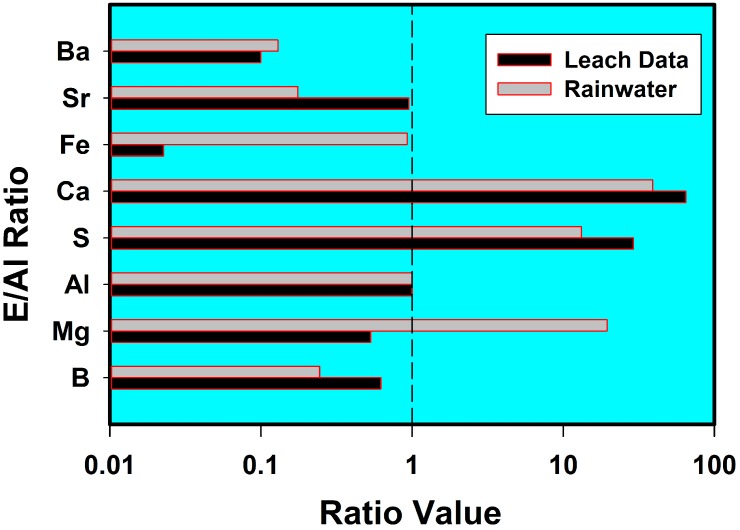 Leach Data
Rainwater
E/Al Ratio
Ba
Sr
Fe
Ca
S
Al
Mg
B
0.01 0.1 1 10 100
Ratio Value